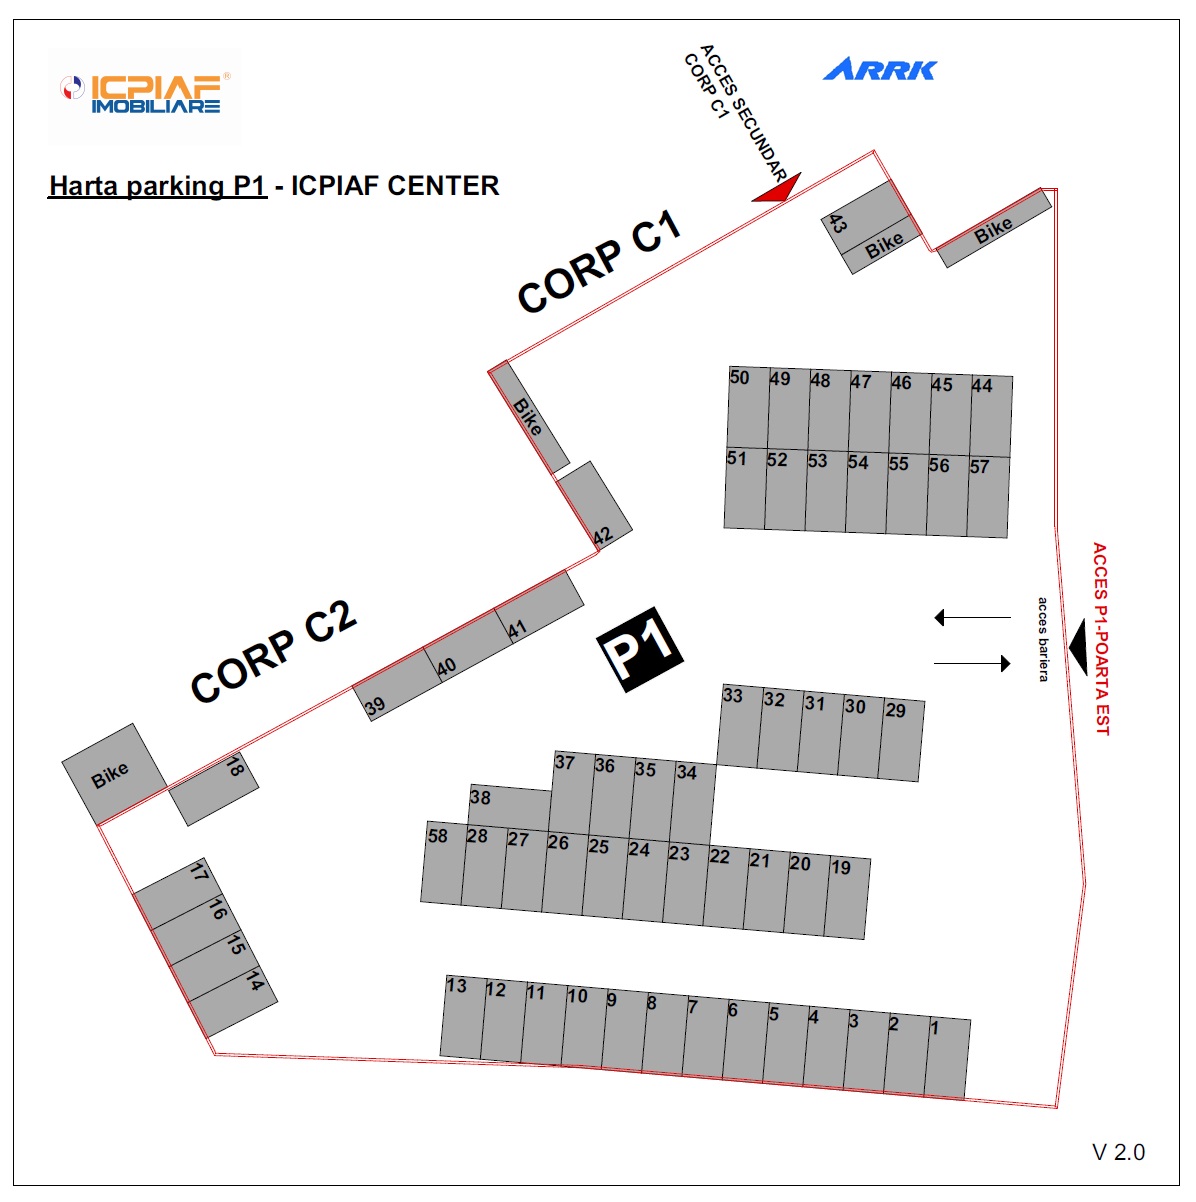 ICPIAF®
IMOBILIARE
ARRK
ACCES SECUNDAR
CORP C1
Harta parking P1 - ICPIAF CENTER
CORP C1
43
Bike
Bike
Bike
42
50 49 48 47 46 45 44
51 52 53 54 55 56 57
ACCES P1-POARTA EST
acces bariera
CORP C2
41
40
39
P1
Bike
18
33 32 31 30 29
37 36 35 34
38
58 28 27 26 25 24 23 22 21 20 19
17
16
15
14
13 12 11 10 9 8 7 6 5 4 3 2 1
V 2.0